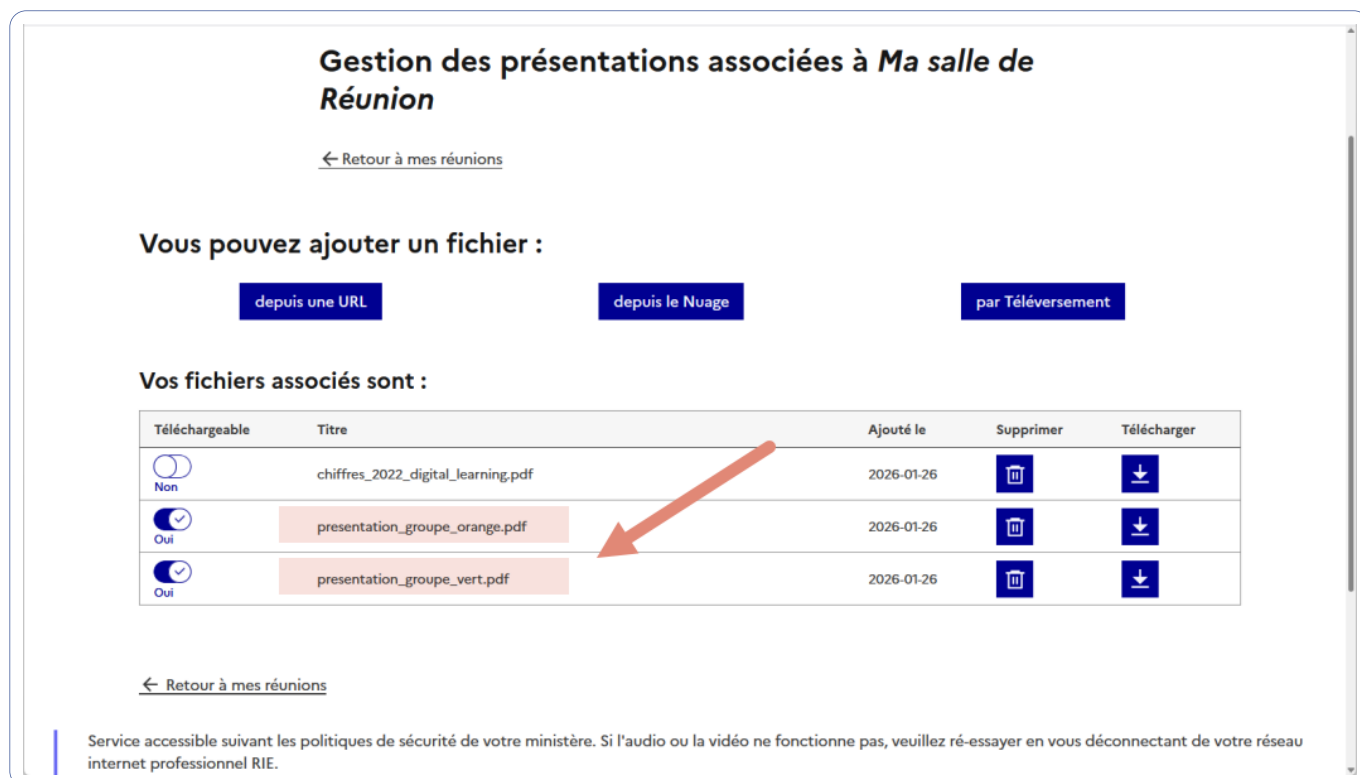 Gestion des présentations associées à Ma salle de
Réunion
← Retour à mes réunions
Vous pouvez ajouter un fichier :
depuis une URL depuis le Nuage par Téléversement
Vos fichiers associés sont :
Téléchargeable Titre Ajouté le Supprimer Télécharger
Non chiffres_2022_digital_learning.pdf 2026-01-26
Oui presentation_groupe_orange.pdf 2026-01-26
Oui presentation_groupe_vert.pdf 2026-01-26
← Retour à mes réunions
Service accessible suivant les politiques de sécurité de votre ministère. Si l'audio ou la vidéo ne fonctionne pas, veuillez ré-essayer en vous déconnectant de votre réseau
internet professionnel RIE.